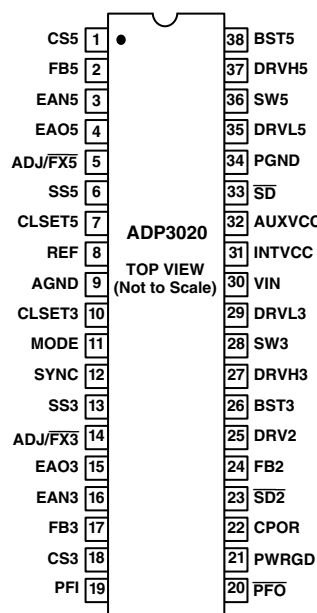 CS5 1
FB5 2
EAN5 3
EAO5 4
ADJ/FX5 5
SS5 6
CLSET5 7
REF 8
AGND 9
CLSET3 10
MODE 11
SYNC 12
SS3 13
ADJ/FX3 14
EAO3 15
EAN3 16
FB3 17
CS3 18
PFI 19
ADP3020
TOP VIEW
(Not to Scale)
38 BST5
37 DRVH5
36 SW5
35 DRVL5
34 PGND
33 SD
32 AUXVCC
31 INTVCC
30 VIN
29 DRVL3
28 SW3
27 DRVH3
26 BST3
25 DRV2
24 FB2
23 SD2
22 CPOR
21 PWRGD
20 PFO